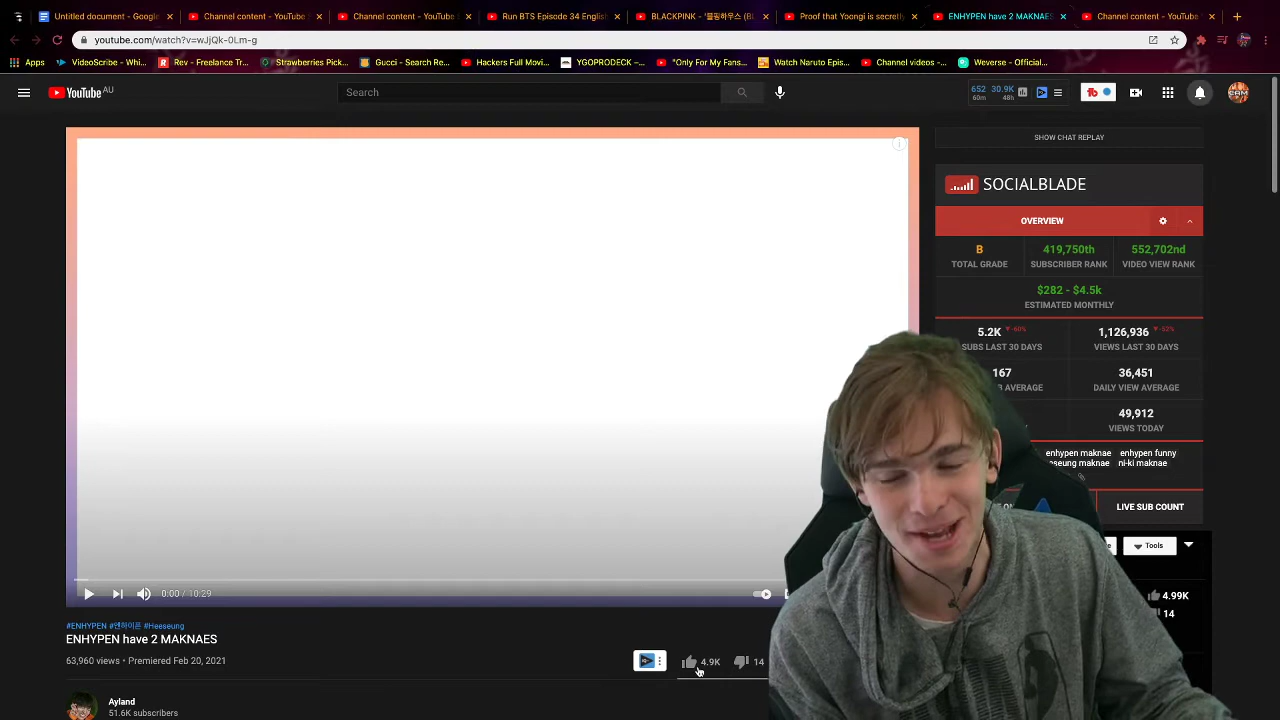 Untitled document - Google
Channel content - YouTube
Channel content - YouTube
Run BTS Episode 34 English
BLACKPINK - '블핑하우스 (BL
Proof that Yoongi is secretly
ENHYPEN have 2 MAKNAES
Channel content - YouTube
youtube.com/watch?v=wJjQk-0Lm-g
Apps
VideoScribe - Whi...
Rev - Freelance Tr...
Strawberries Pick...
Gucci - Search Re...
Hackers Full Movi...
YGOPRODECK –...
"Only For My Fans...
Watch Naruto Epis...
Channel videos -...
Weverse - Official...
YouTube AU
Search
652 30.9K
60m 48h
SHOW CHAT REPLAY
SOCIALBLADE
OVERVIEW
B 419,750th 552,702nd
TOTAL GRADE SUBSCRIBER RANK VIDEO VIEW RANK
$282 - $4.5k
ESTIMATED MONTHLY
5.2K -60% 1,126,936
SUBS LAST 30 DAYS VIEWS LAST 30 DAYS
167 36,451
AVERAGE DAILY VIEW AVERAGE
49,912
VIEWS TODAY
enhypen maknae enhypen funny
ni-ki maknae
LIVE SUB COUNT
Tools
4.99K
14
0:00 / 10:29
#ENHYPEN #엔하이픈 #Heeseung
ENHYPEN have 2 MAKNAES
63,960 views • Premiered Feb 20, 2021
4.9K 14
Ayland
51.6K subscribers